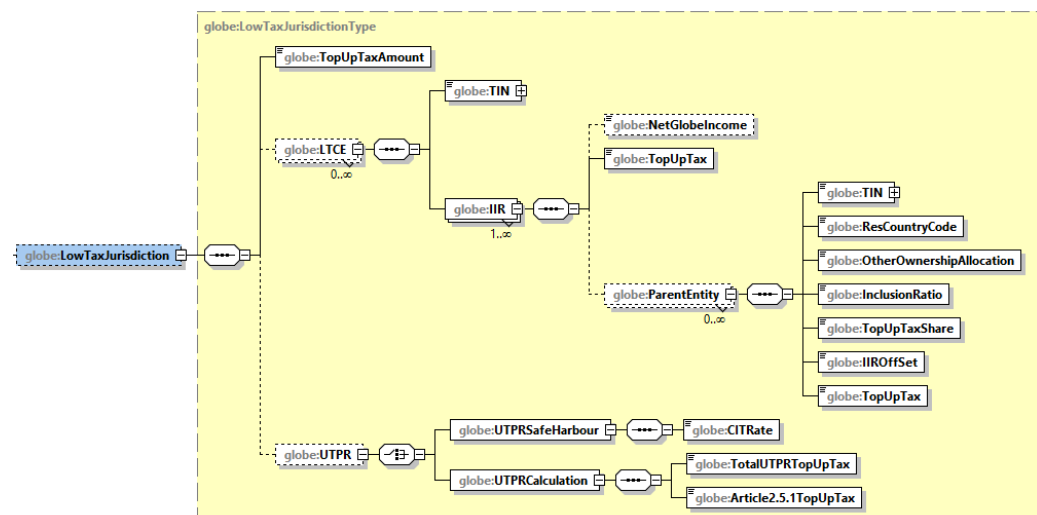 globe:LowTaxJurisdictionType
globe:TopUpTaxAmount
globe:TIN
globe:NetGlobeIncome
globe:LTCE
globe:TopUpTax
0..∞
globe:TIN
globe:IIR
globe:ResCountryCode
1..∞
globe:LowTaxJurisdiction
globe:OtherOwnershipAllocation
globe:ParentEntity
globe:InclusionRatio
0..∞
globe:TopUpTaxShare
globe:IIROffSet
globe:TopUpTax
globe:UTPRSafeHarbour
globe:CITRate
globe:UTPR
globe:TotalUTPRTopUpTax
globe:UTPRCalculation
globe:Article2.5.1TopUpTax